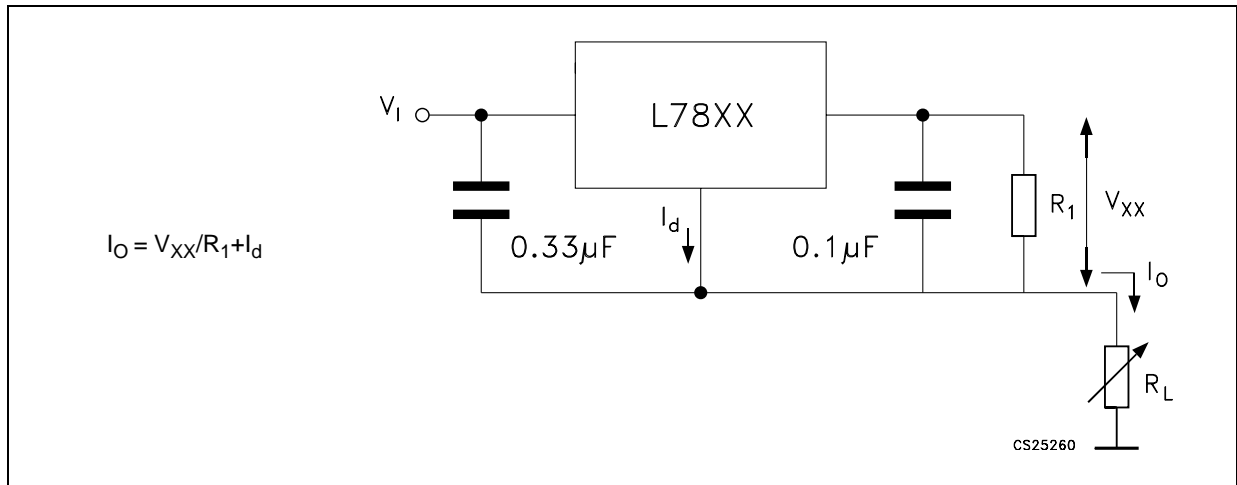 L78XX
V_I
R_1
V_XX
I_d
I_O = V_XX/R_1+I_d
0.33µF
0.1µF
I_O
R_L
CS25260